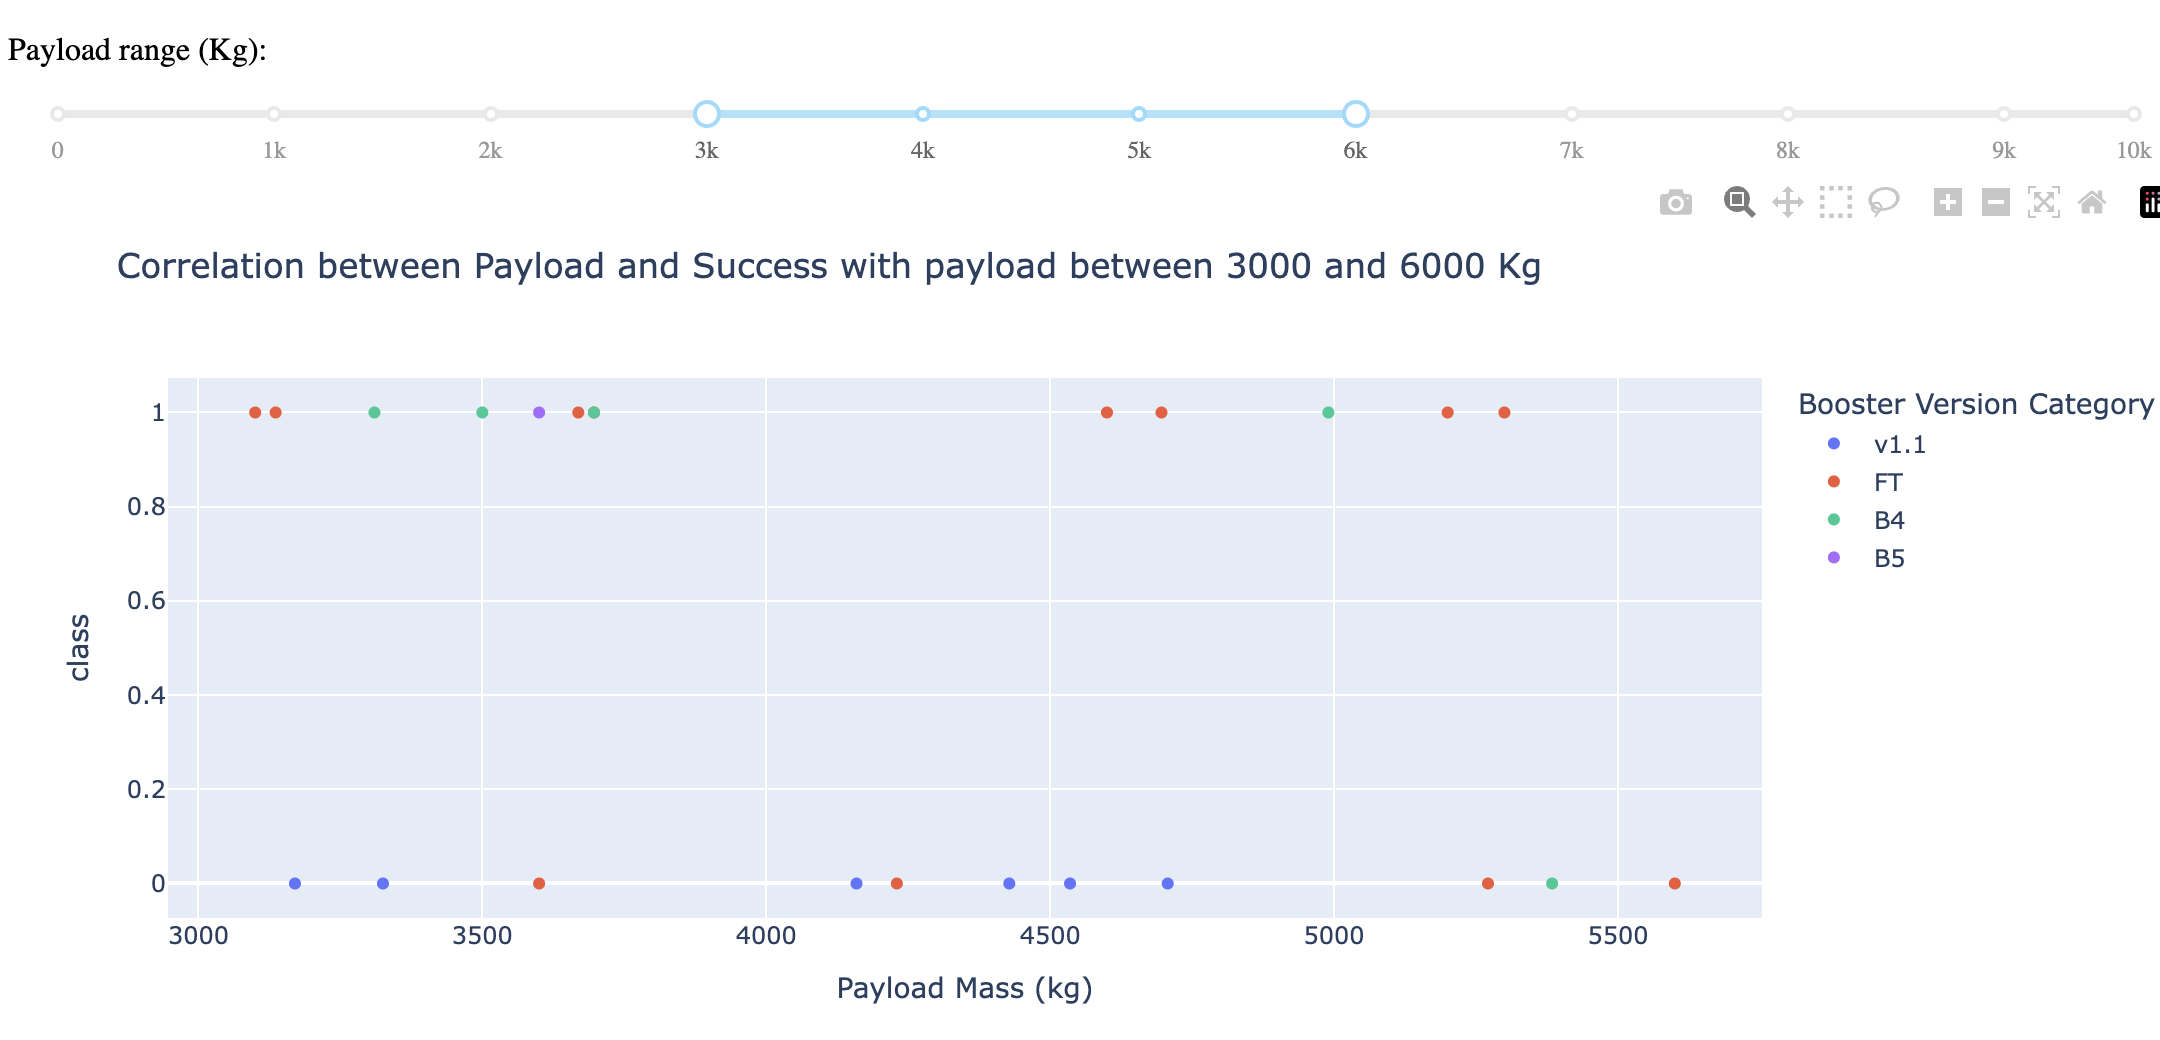 Payload range (Kg):
0 1k 2k 3k 4k 5k 6k 7k 8k 9k 10k
Correlation between Payload and Success with payload between 3000 and 6000 Kg
Booster Version Category
v1.1
FT
B4
B5
1
0.8
0.6
0.4
0.2
0
class
3000 3500 4000 4500 5000 5500
Payload Mass (kg)